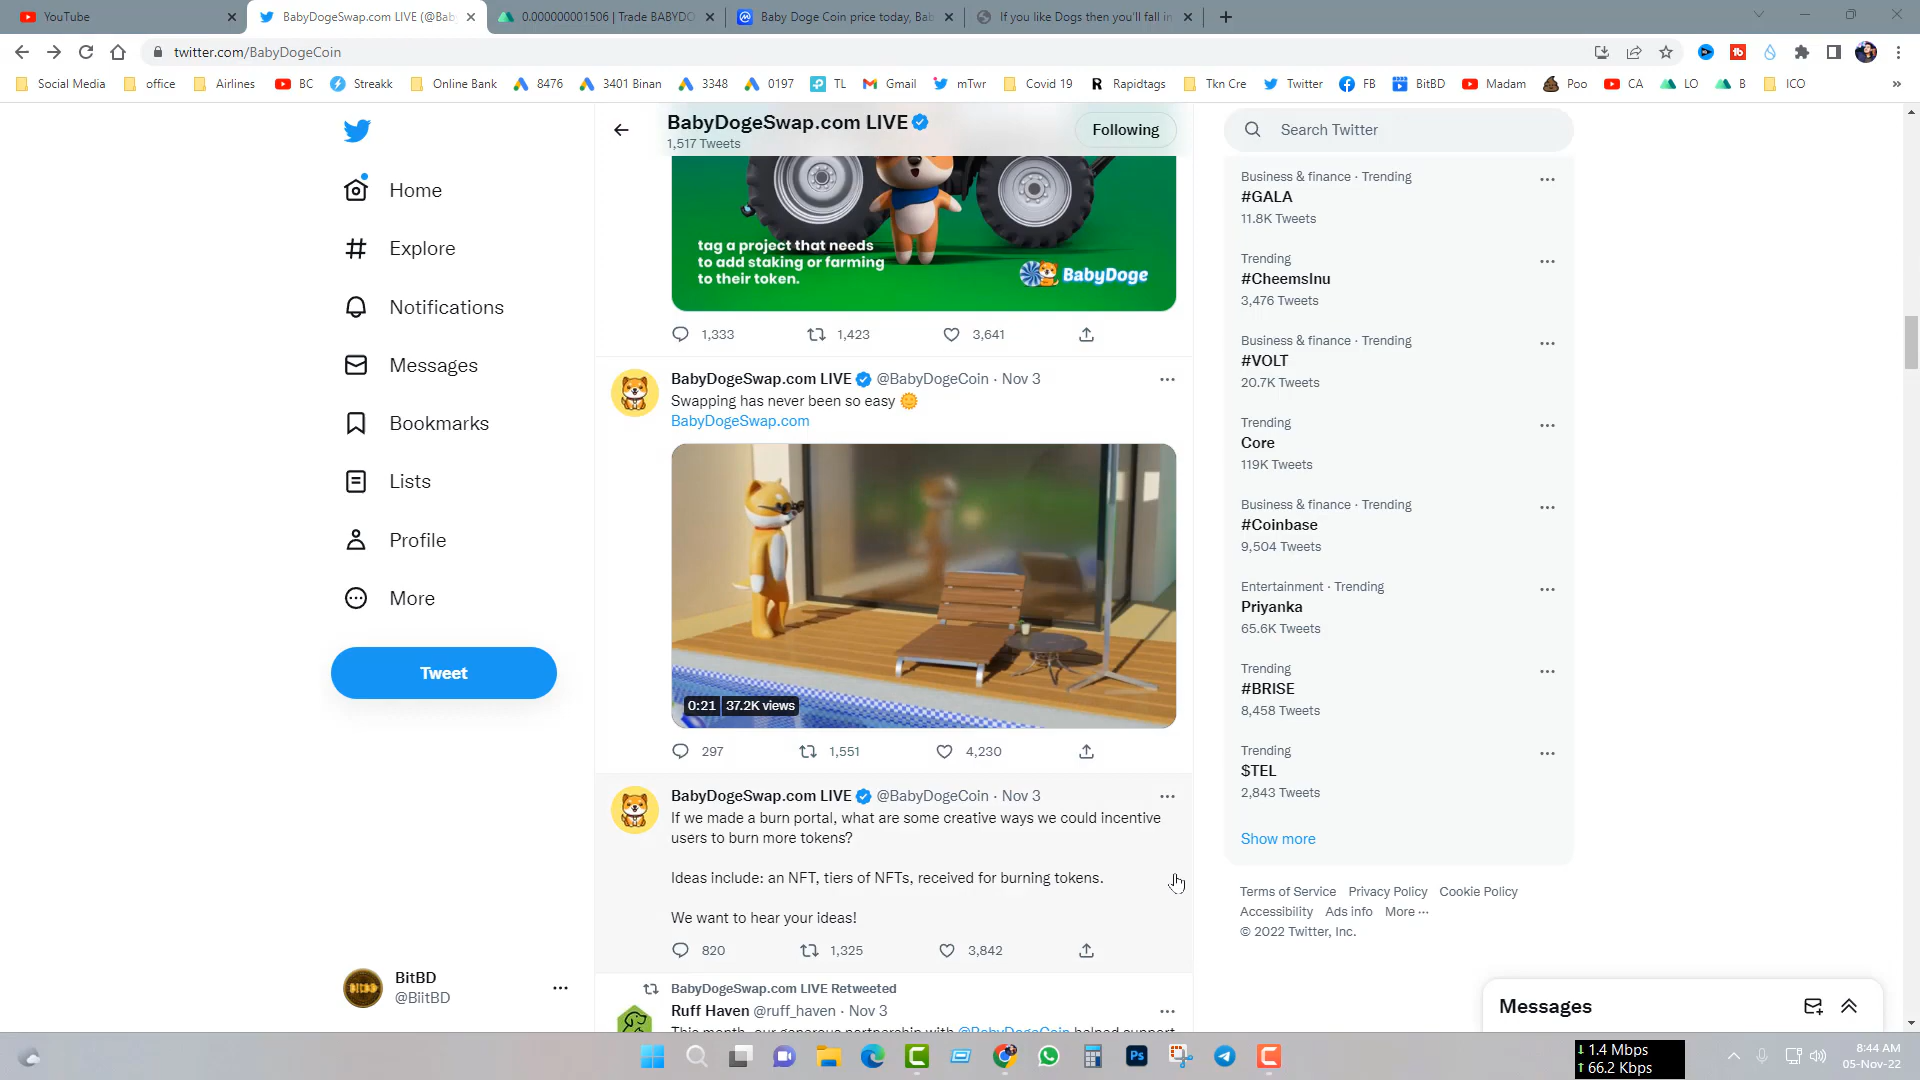 YouTube
BabyDogeSwap.com LIVE (@Bab
0.000000001506 | Trade BABYDO
Baby Doge Coin price today, Bab
If you like Dogs then you'll fall in
twitter.com/BabyDogeCoin
Social Media
office
Airlines
BC
Streakk
Online Bank
8476
3401 Binan
3348
0197
TL
Gmail
mTwr
Covid 19
Rapidtags
Tkn Cre
Twitter
FB
BitBD
Madam
Poo
CA
LO
B
ICO
Home
Explore
Notifications
Messages
Bookmarks
Lists
Profile
More
Tweet
BitBD
@BiitBD
BabyDogeSwap.com LIVE
1,517 Tweets
Following
tag a project that needs
to add staking or farming
to their token.
BabyDoge
1,333
1,423
3,641
BabyDogeSwap.com LIVE @BabyDogeCoin · Nov 3
Swapping has never been so easy
BabyDogeSwap.com
0:21 37.2K views
297
1,551
4,230
BabyDogeSwap.com LIVE @BabyDogeCoin · Nov 3
If we made a burn portal, what are some creative ways we could incentive
users to burn more tokens?
Ideas include: an NFT, tiers of NFTs, received for burning tokens.
We want to hear your ideas!
820
1,325
3,842
BabyDogeSwap.com LIVE Retweeted
Ruff Haven @ruff_haven · Nov 3
This month, our generous partnership with @BabyDogeCoin helped support
Search Twitter
Business & finance · Trending
#GALA
11.8K Tweets
Trending
#CheemsInu
3,476 Tweets
Business & finance · Trending
#VOLT
20.7K Tweets
Trending
Core
119K Tweets
Business & finance · Trending
#Coinbase
9,504 Tweets
Entertainment · Trending
Priyanka
65.6K Tweets
Trending
#BRISE
8,458 Tweets
Trending
$TEL
2,843 Tweets
Show more
Terms of Service Privacy Policy Cookie Policy
Accessibility Ads info More ···
© 2022 Twitter, Inc.
Messages
↓ 1.4 Mbps
↑ 66.2 Kbps
8:44 AM
05-Nov-22